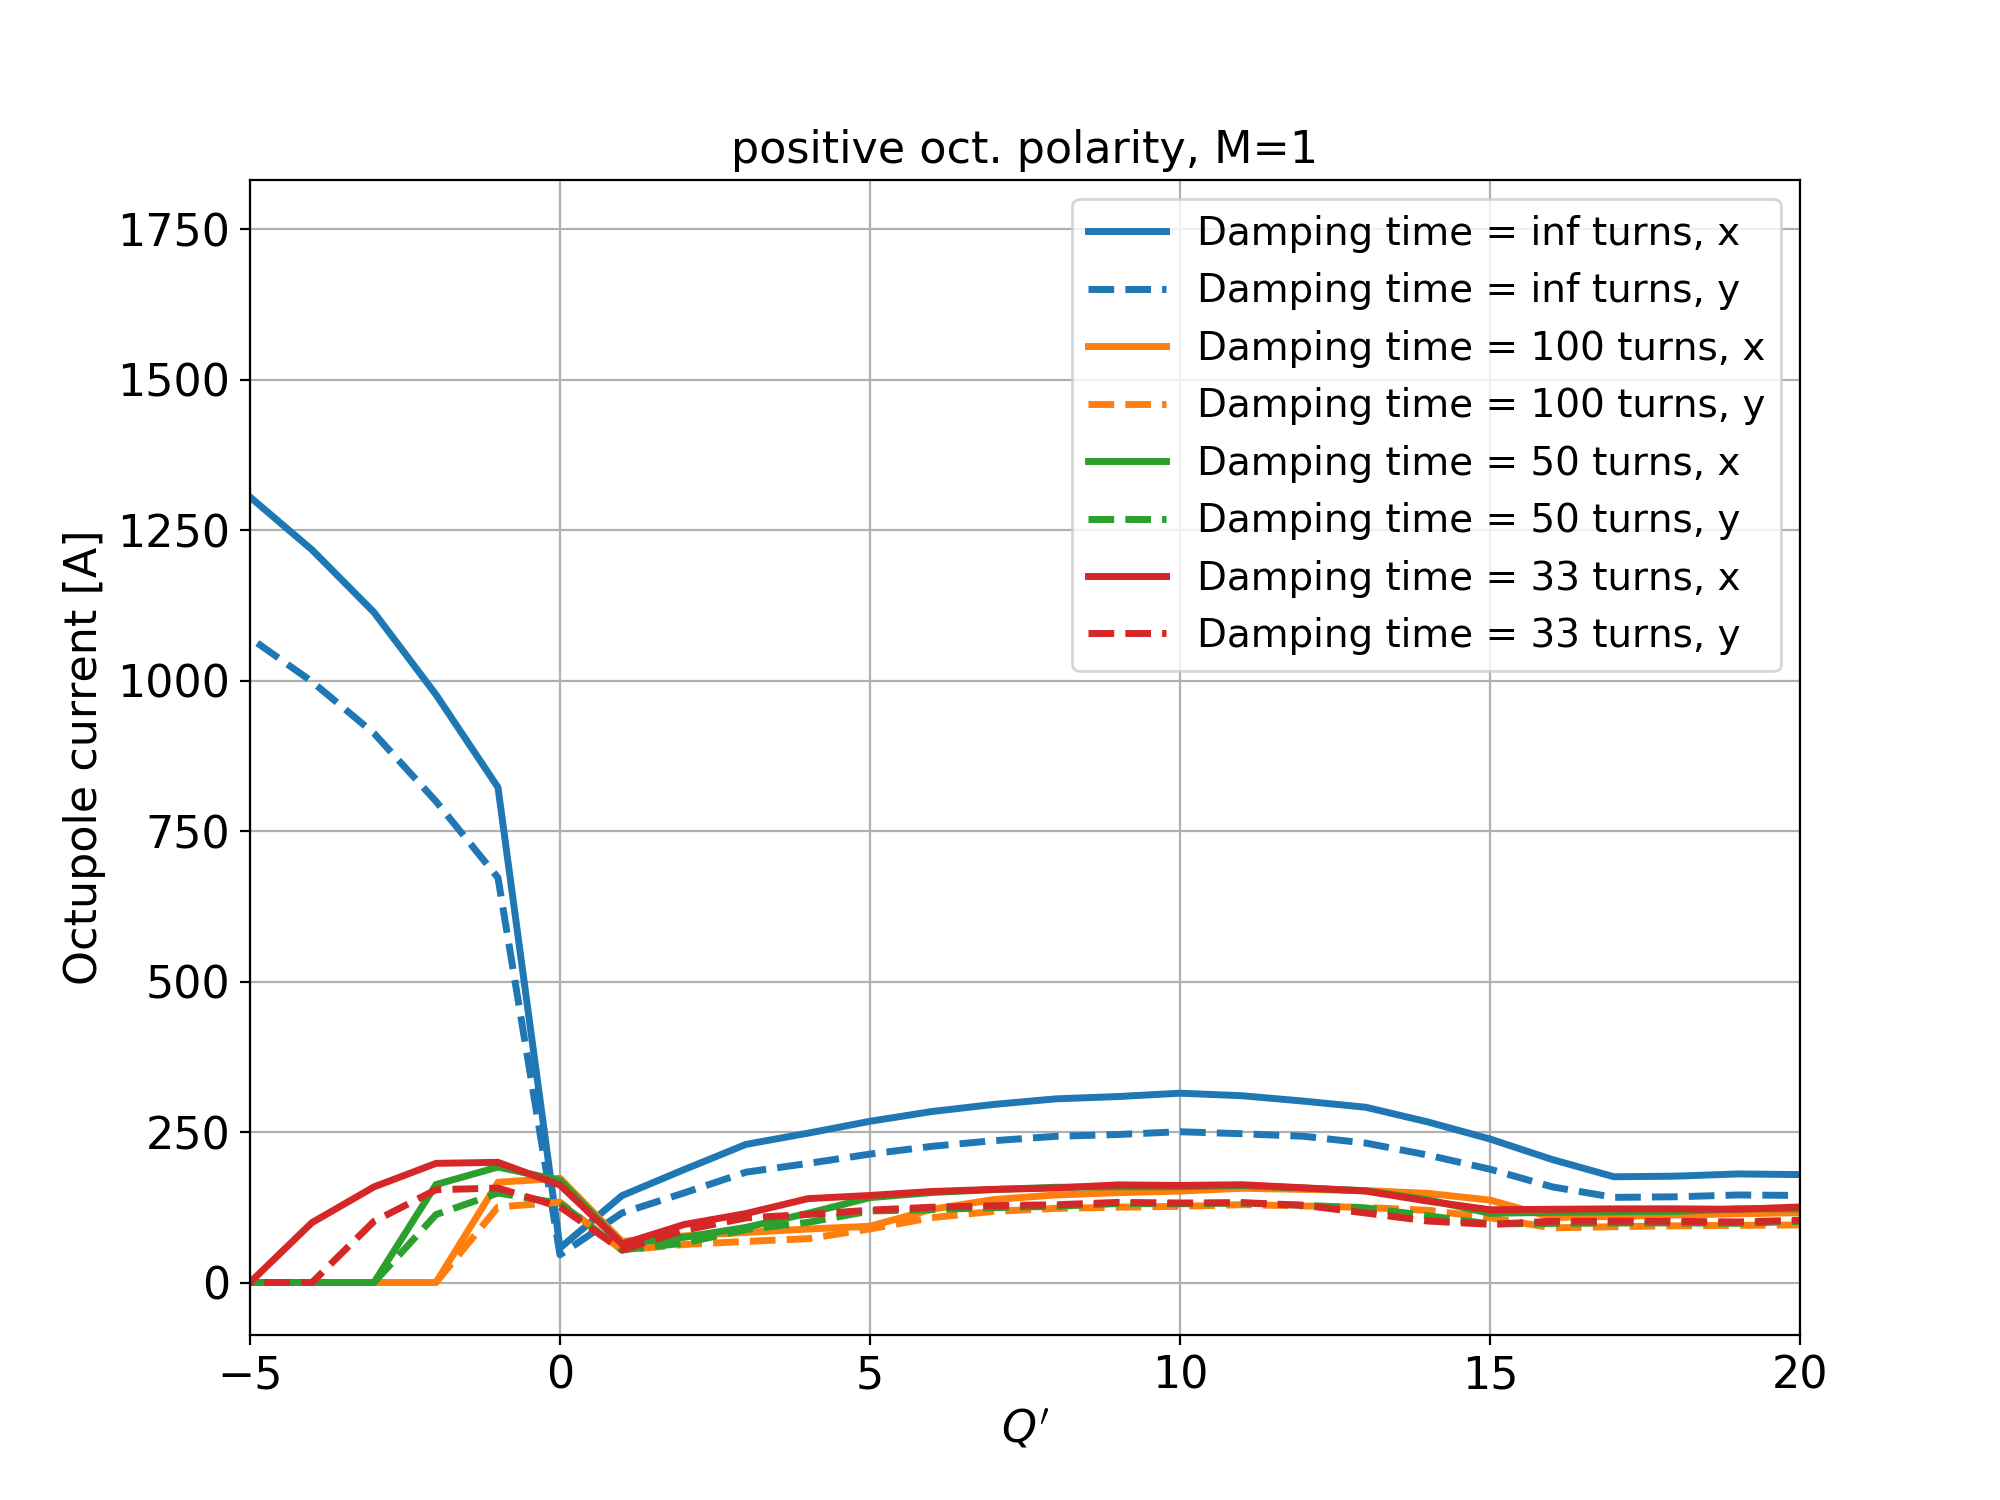 positive oct. polarity, M=1
1750
1500
1250
1000
750
500
250
0
Octupole current [A]
Damping time = inf turns, x
Damping time = inf turns, y
Damping time = 100 turns, x
Damping time = 100 turns, y
Damping time = 50 turns, x
Damping time = 50 turns, y
Damping time = 33 turns, x
Damping time = 33 turns, y
−5 0 5 10 15 20
Q′